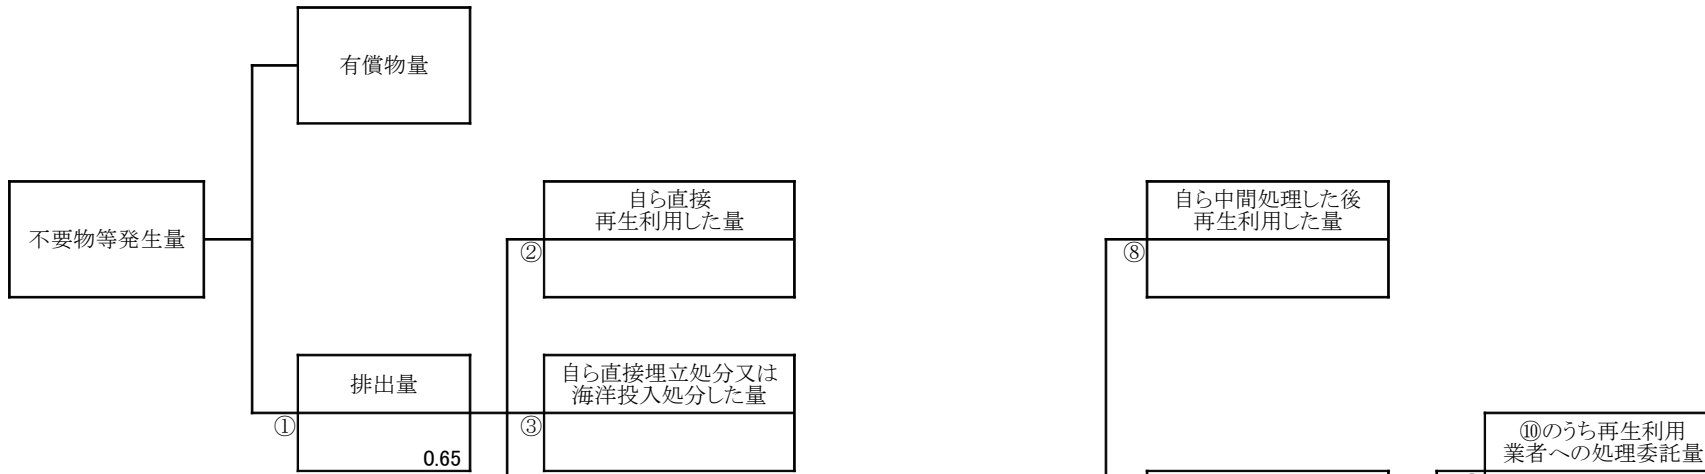 有償物量
不要物等発生量
自ら直接
再生利用した量
②
自ら中間処理した後
再生利用した量
⑧
排出量
①
0.65
自ら直接埋立処分又は
海洋投入処分した量
③
⑩のうち再生利用
業者への処理委託量